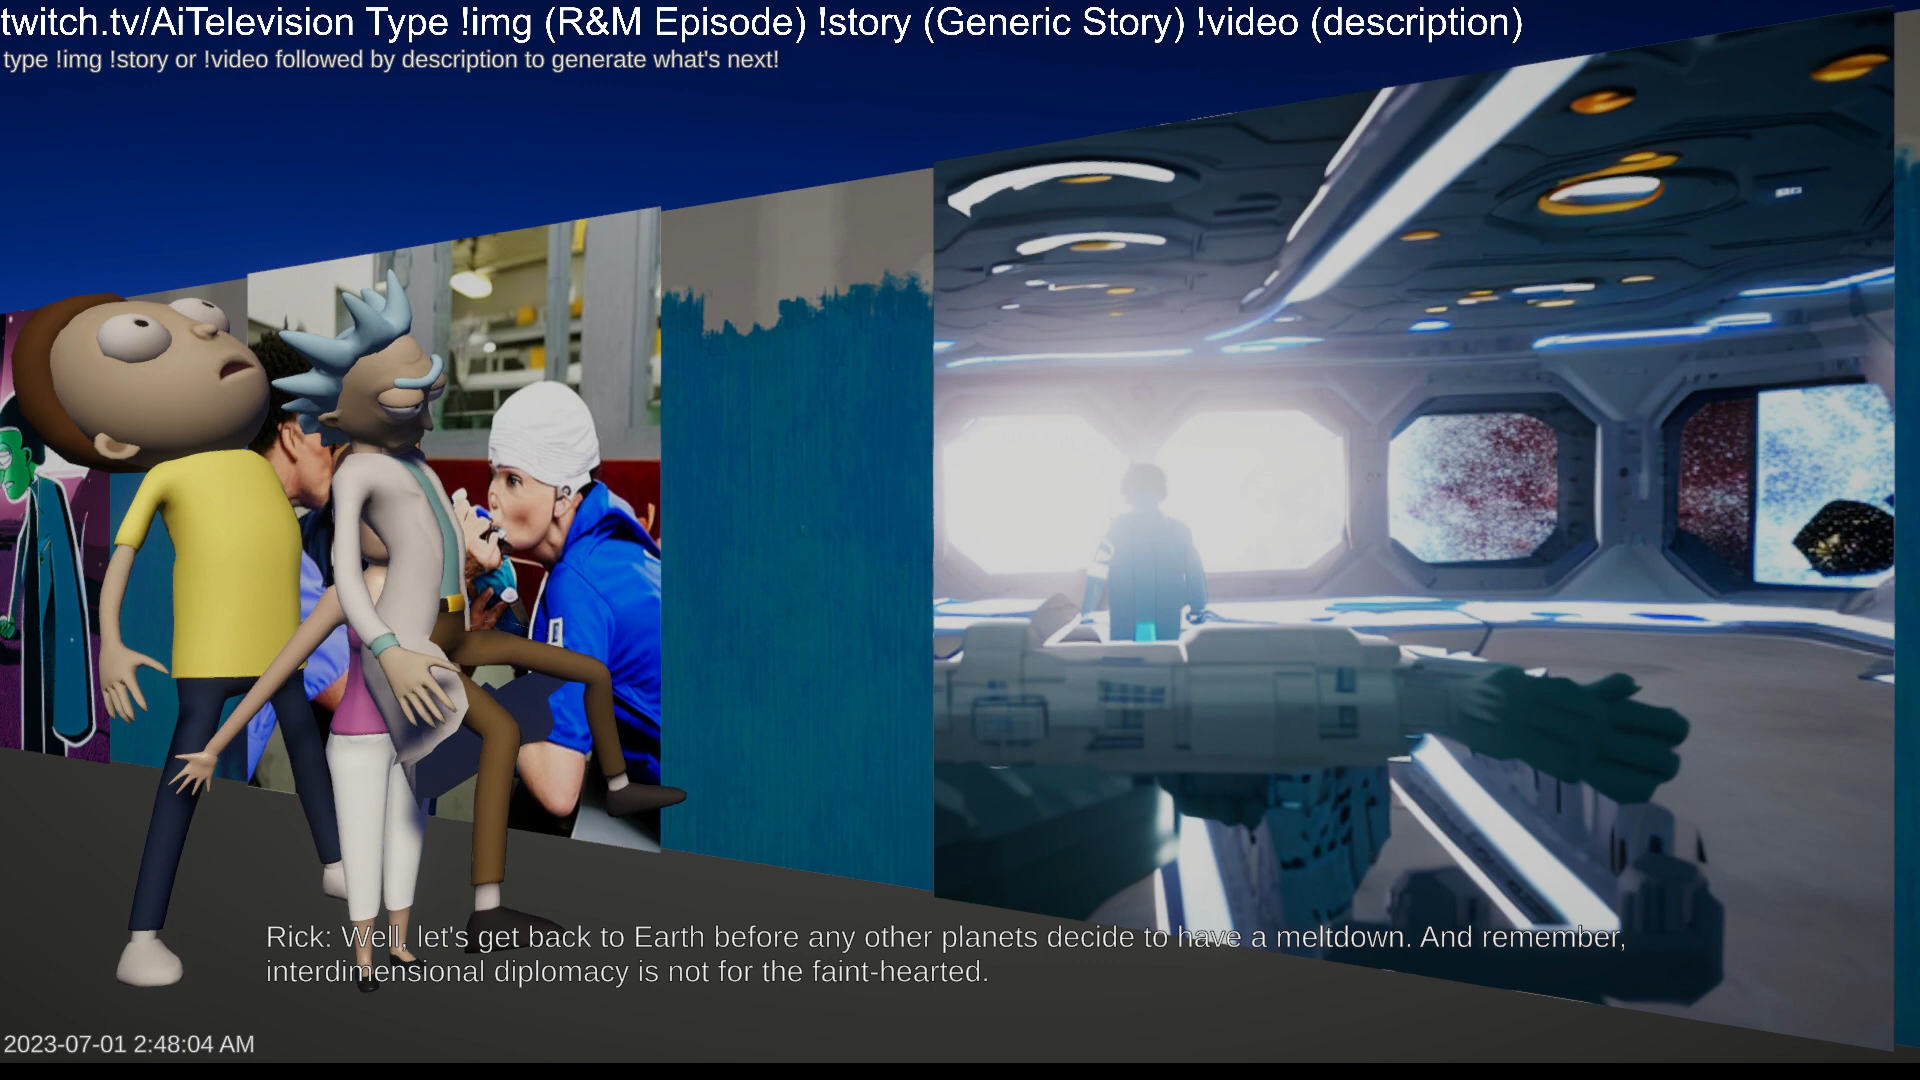 twitch.tv/AiTelevision Type !img (R&M Episode) !story (Generic Story) !video (description)
type !img !story or !video followed by description to generate what's next!
Rick: Well, let's get back to Earth before any other planets decide to have a meltdown. And remember,
interdimensional diplomacy is not for the faint-hearted.
2023-07-01 2:48:04 AM